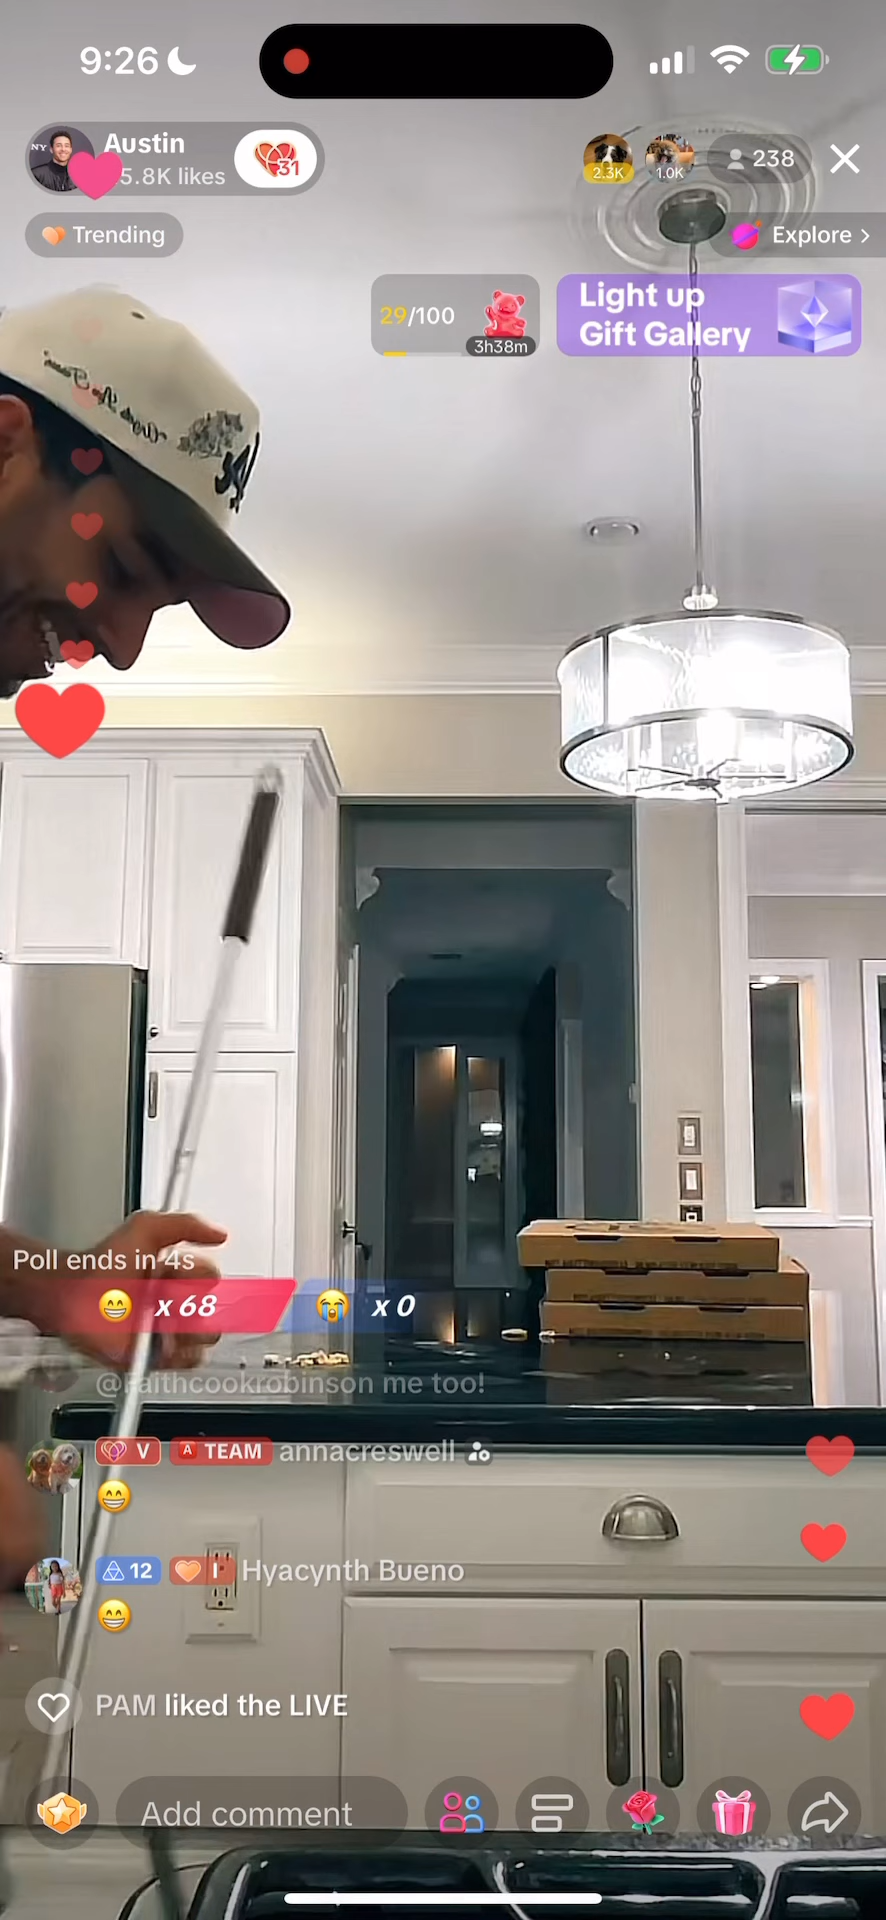 9:26
NY
Austin
5.8K likes
31
2.3K
1.0K
238
Trending
Explore >
29/100
3h38m
Light up
Gift Gallery
Poll ends in 4s
😁 x 68
😭 x 0
@Faithcookrobinson me too!
V A TEAM annacreswell
😁
12 I Hyacynth Bueno
😁
PAM liked the LIVE
Add comment